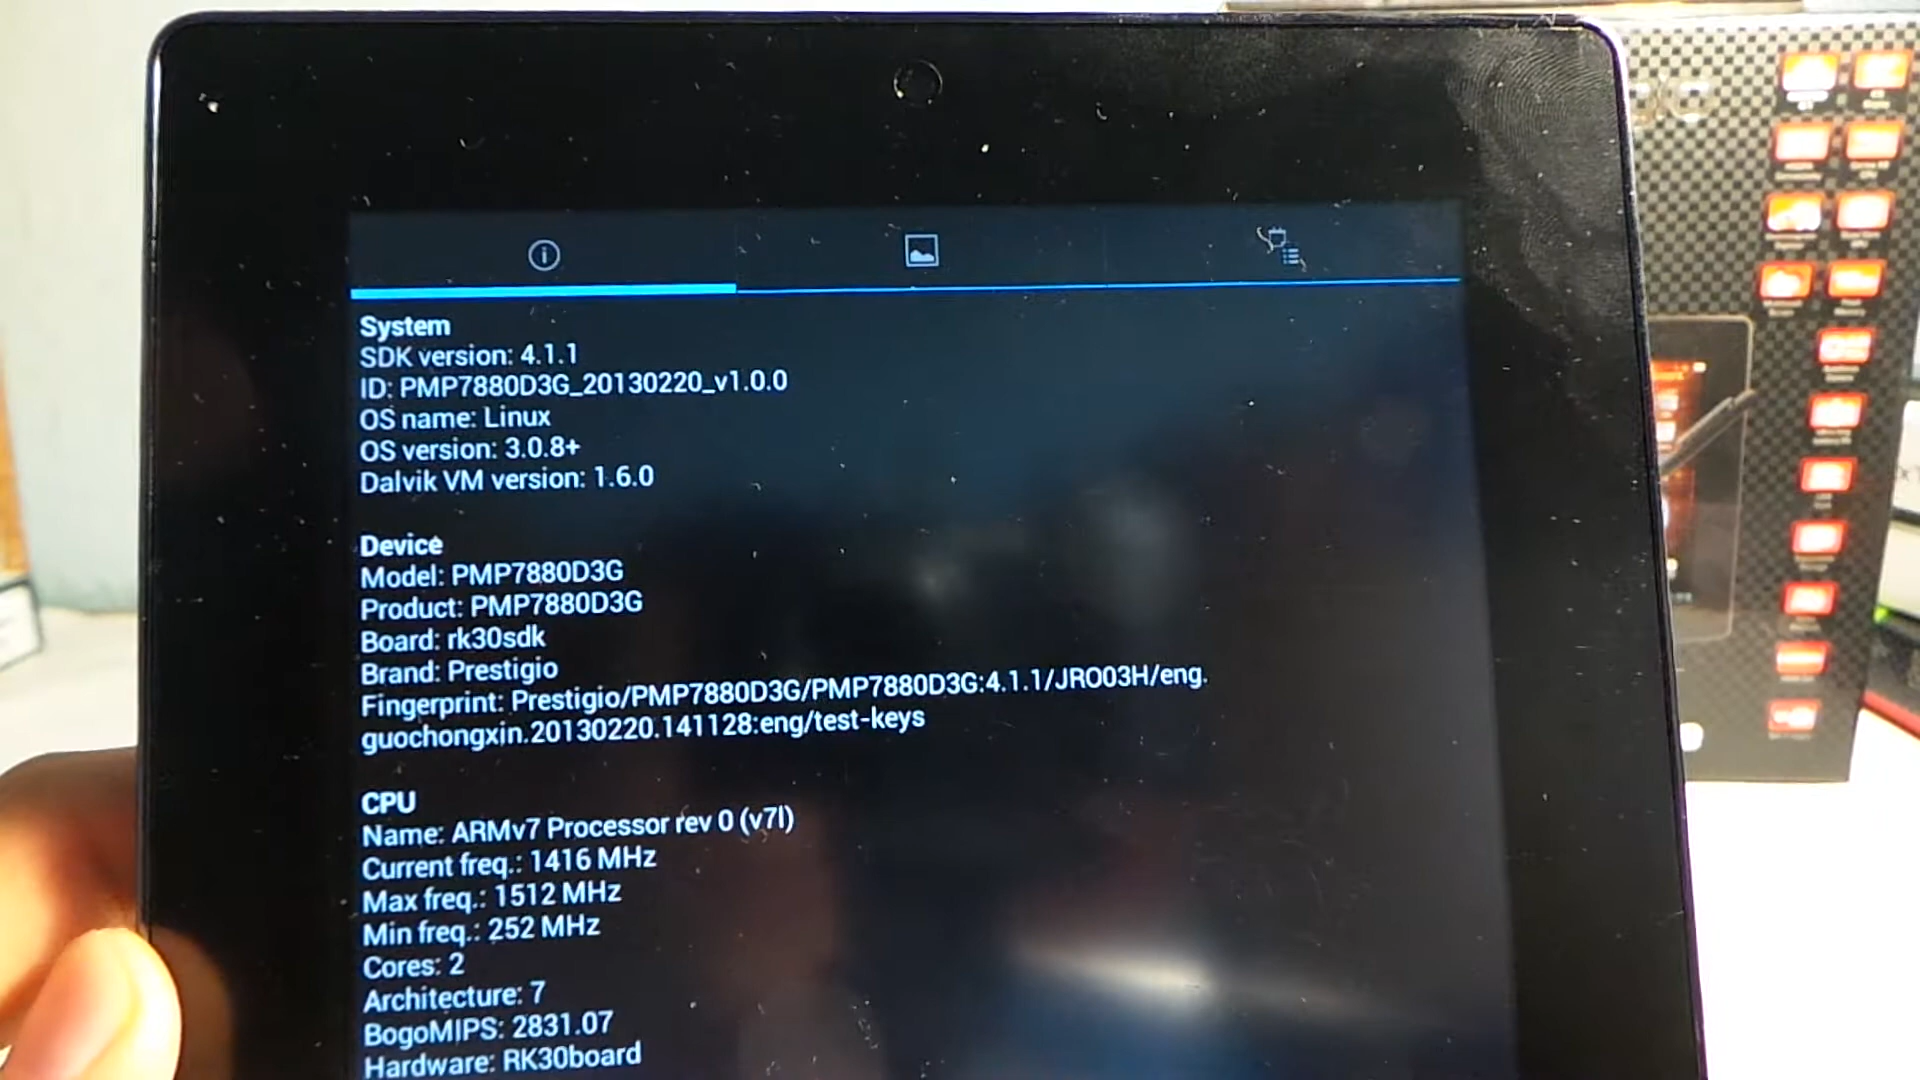 System
SDK version: 4.1.1
ID: PMP7880D3G_20130220_v1.0.0
OS name: Linux
OS version: 3.0.8+
Dalvik VM version: 1.6.0
Device
Model: PMP7880D3G
Product: PMP7880D3G
Board: rk30sdk
Brand: Prestigio
Fingerprint: Prestigio/PMP7880D3G/PMP7880D3G:4.1.1/JRO03H/eng.
guochongxin.20130220.141128:eng/test-keys
CPU
Name: ARMv7 Processor rev 0 (v7l)
Current freq.: 1416 MHz
Max freq.: 1512 MHz
Min freq.: 252 MHz
Cores: 2
Architecture: 7
BogoMIPS: 2831.07
Hardware: RK30board